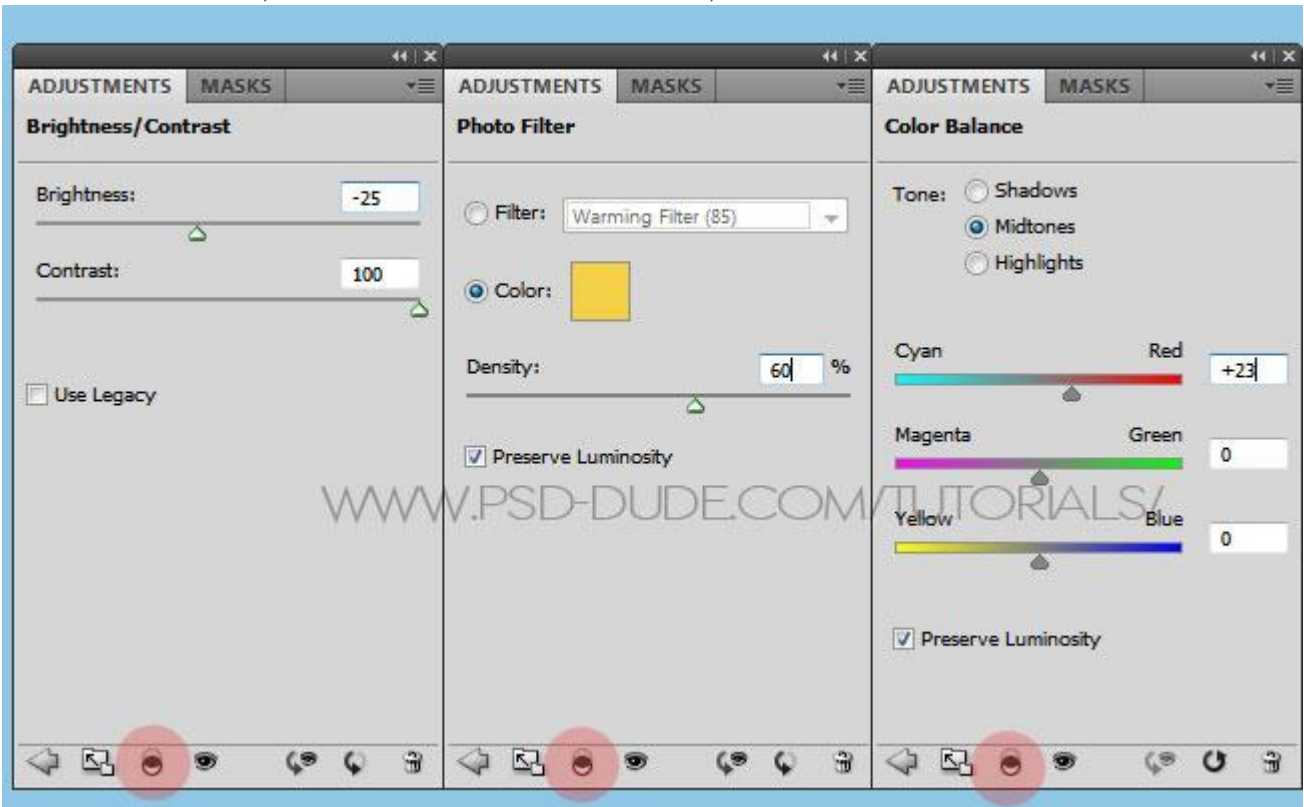 ADJUSTMENTS MASKS
Brightness/Contrast
Brightness: -25
Contrast: 100
Use Legacy
ADJUSTMENTS MASKS
Photo Filter
Filter: Warming Filter (85)
Color:
Density: 60 %
Preserve Luminosity
ADJUSTMENTS MASKS
Color Balance
Tone: Shadows
Midtones
Highlights
Cyan Red +23
Magenta Green 0
Yellow Blue 0
Preserve Luminosity
WWW.PSD-DUDE.COM/TUTORIALS/